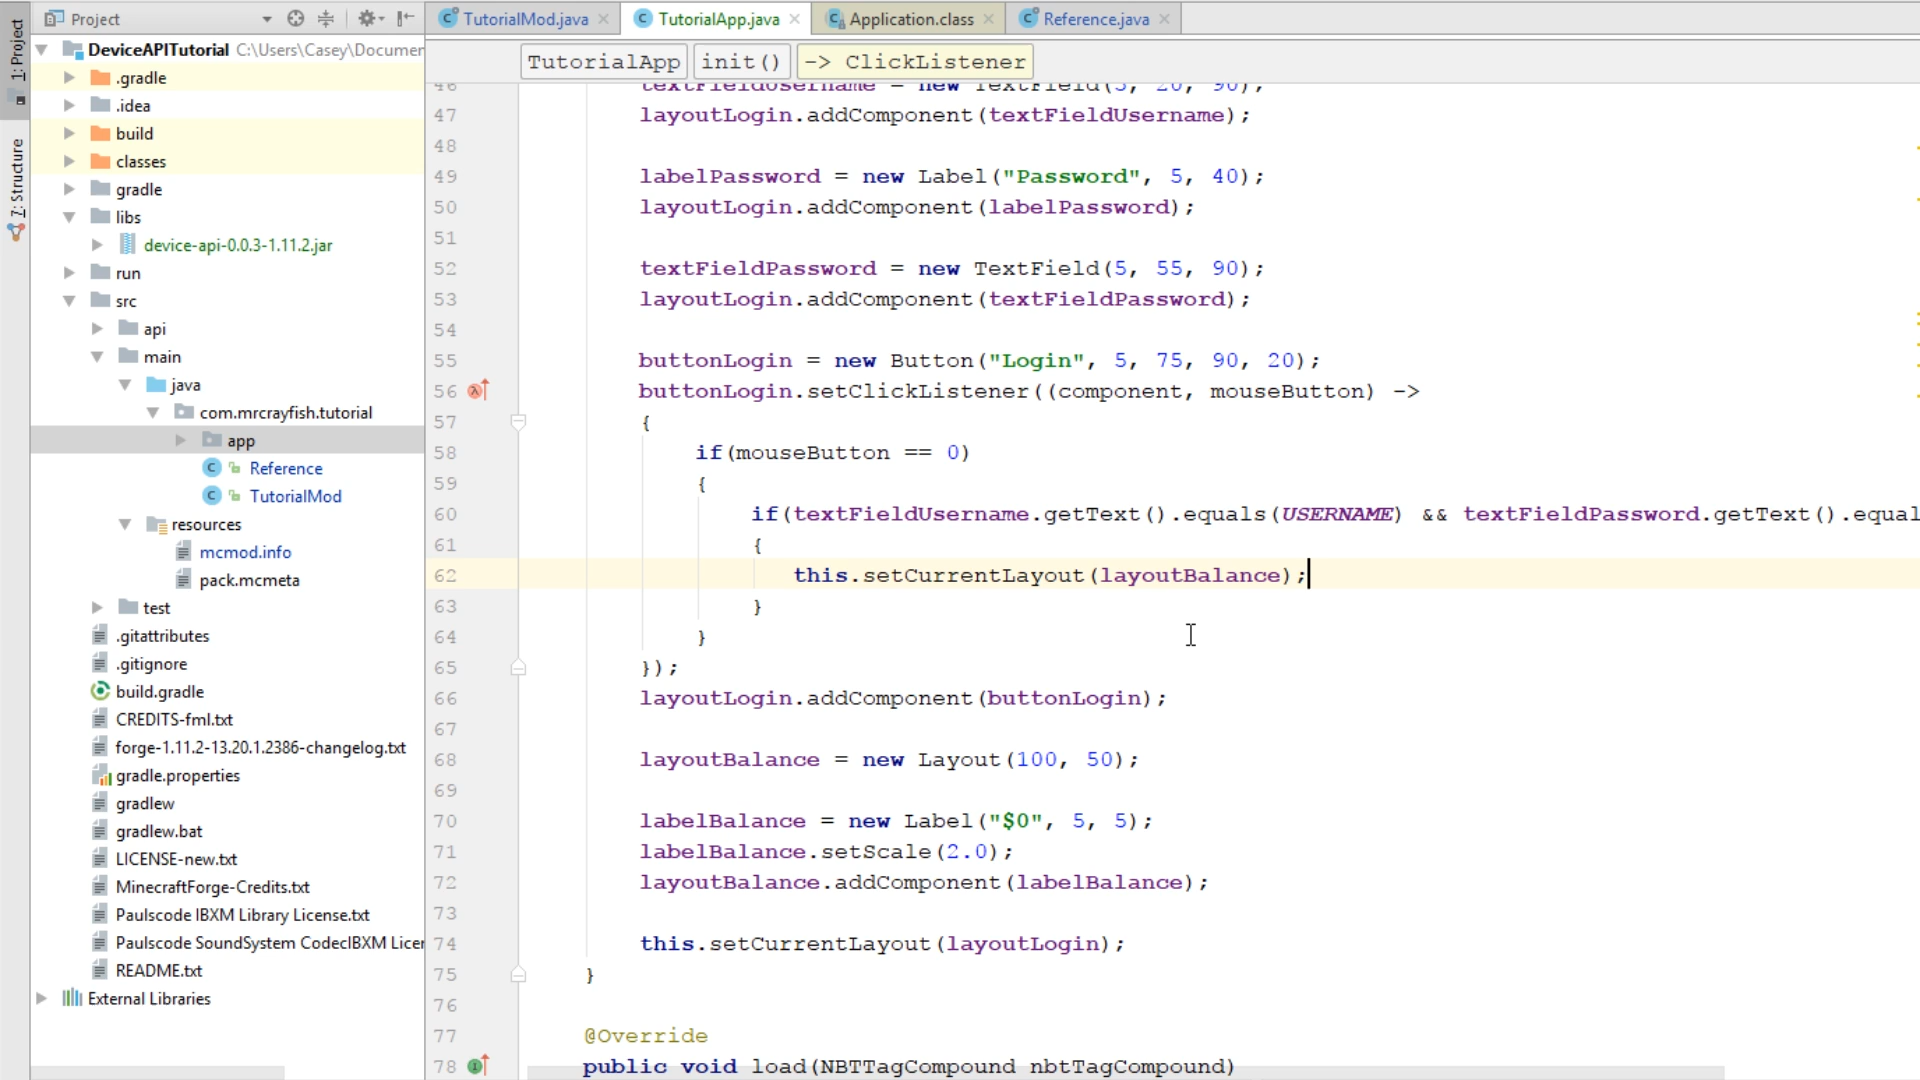 Project
TutorialMod.java
TutorialApp.java
Application.class
Reference.java
1: Project
7: Structure
DeviceAPITutorial C:\Users\Casey\Documer
.gradle
.idea
build
classes
gradle
libs
device-api-0.0.3-1.11.2.jar
run
src
api
main
java
com.mrcrayfish.tutorial
app
Reference
TutorialMod
resources
mcmod.info
pack.mcmeta
test
.gitattributes
.gitignore
build.gradle
CREDITS-fml.txt
forge-1.11.2-13.20.1.2386-changelog.txt
gradle.properties
gradlew
gradlew.bat
LICENSE-new.txt
MinecraftForge-Credits.txt
Paulscode IBXM Library License.txt
Paulscode SoundSystem CodecIBXM Licer
README.txt
External Libraries
TutorialApp init() -> ClickListener
46 textFieldUsername = new TextField(5, 20, 90);
47 layoutLogin.addComponent(textFieldUsername);
48
49 labelPassword = new Label("Password", 5, 40);
50 layoutLogin.addComponent(labelPassword);
51
52 textFieldPassword = new TextField(5, 55, 90);
53 layoutLogin.addComponent(textFieldPassword);
54
55 buttonLogin = new Button("Login", 5, 75, 90, 20);
56 buttonLogin.setClickListener((component, mouseButton) ->
57 {
58 if(mouseButton == 0)
59 {
60 if(textFieldUsername.getText().equals(USERNAME) && textFieldPassword.getText().equal
61 {
62 this.setCurrentLayout(layoutBalance);
63 }
64 }
65 });
66 layoutLogin.addComponent(buttonLogin);
67
68 layoutBalance = new Layout(100, 50);
69
70 labelBalance = new Label("$0", 5, 5);
71 labelBalance.setScale(2.0);
72 layoutBalance.addComponent(labelBalance);
73
74 this.setCurrentLayout(layoutLogin);
75 }
76
77 @Override
78 public void load(NBTTagCompound nbtTagCompound)